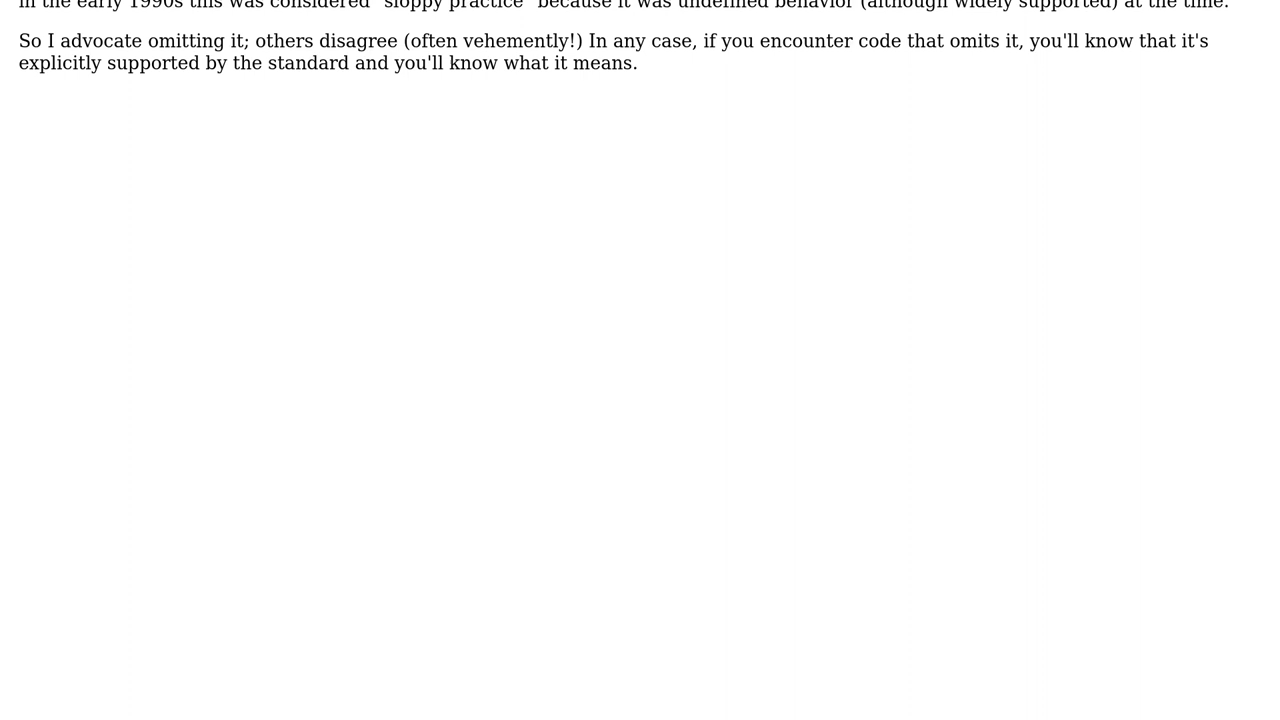 in the early 1990s this was considered "sloppy practice" because it was undefined behavior (although widely supported) at the time.
So I advocate omitting it; others disagree (often vehemently!) In any case, if you encounter code that omits it, you'll know that it's
explicitly supported by the standard and you'll know what it means.